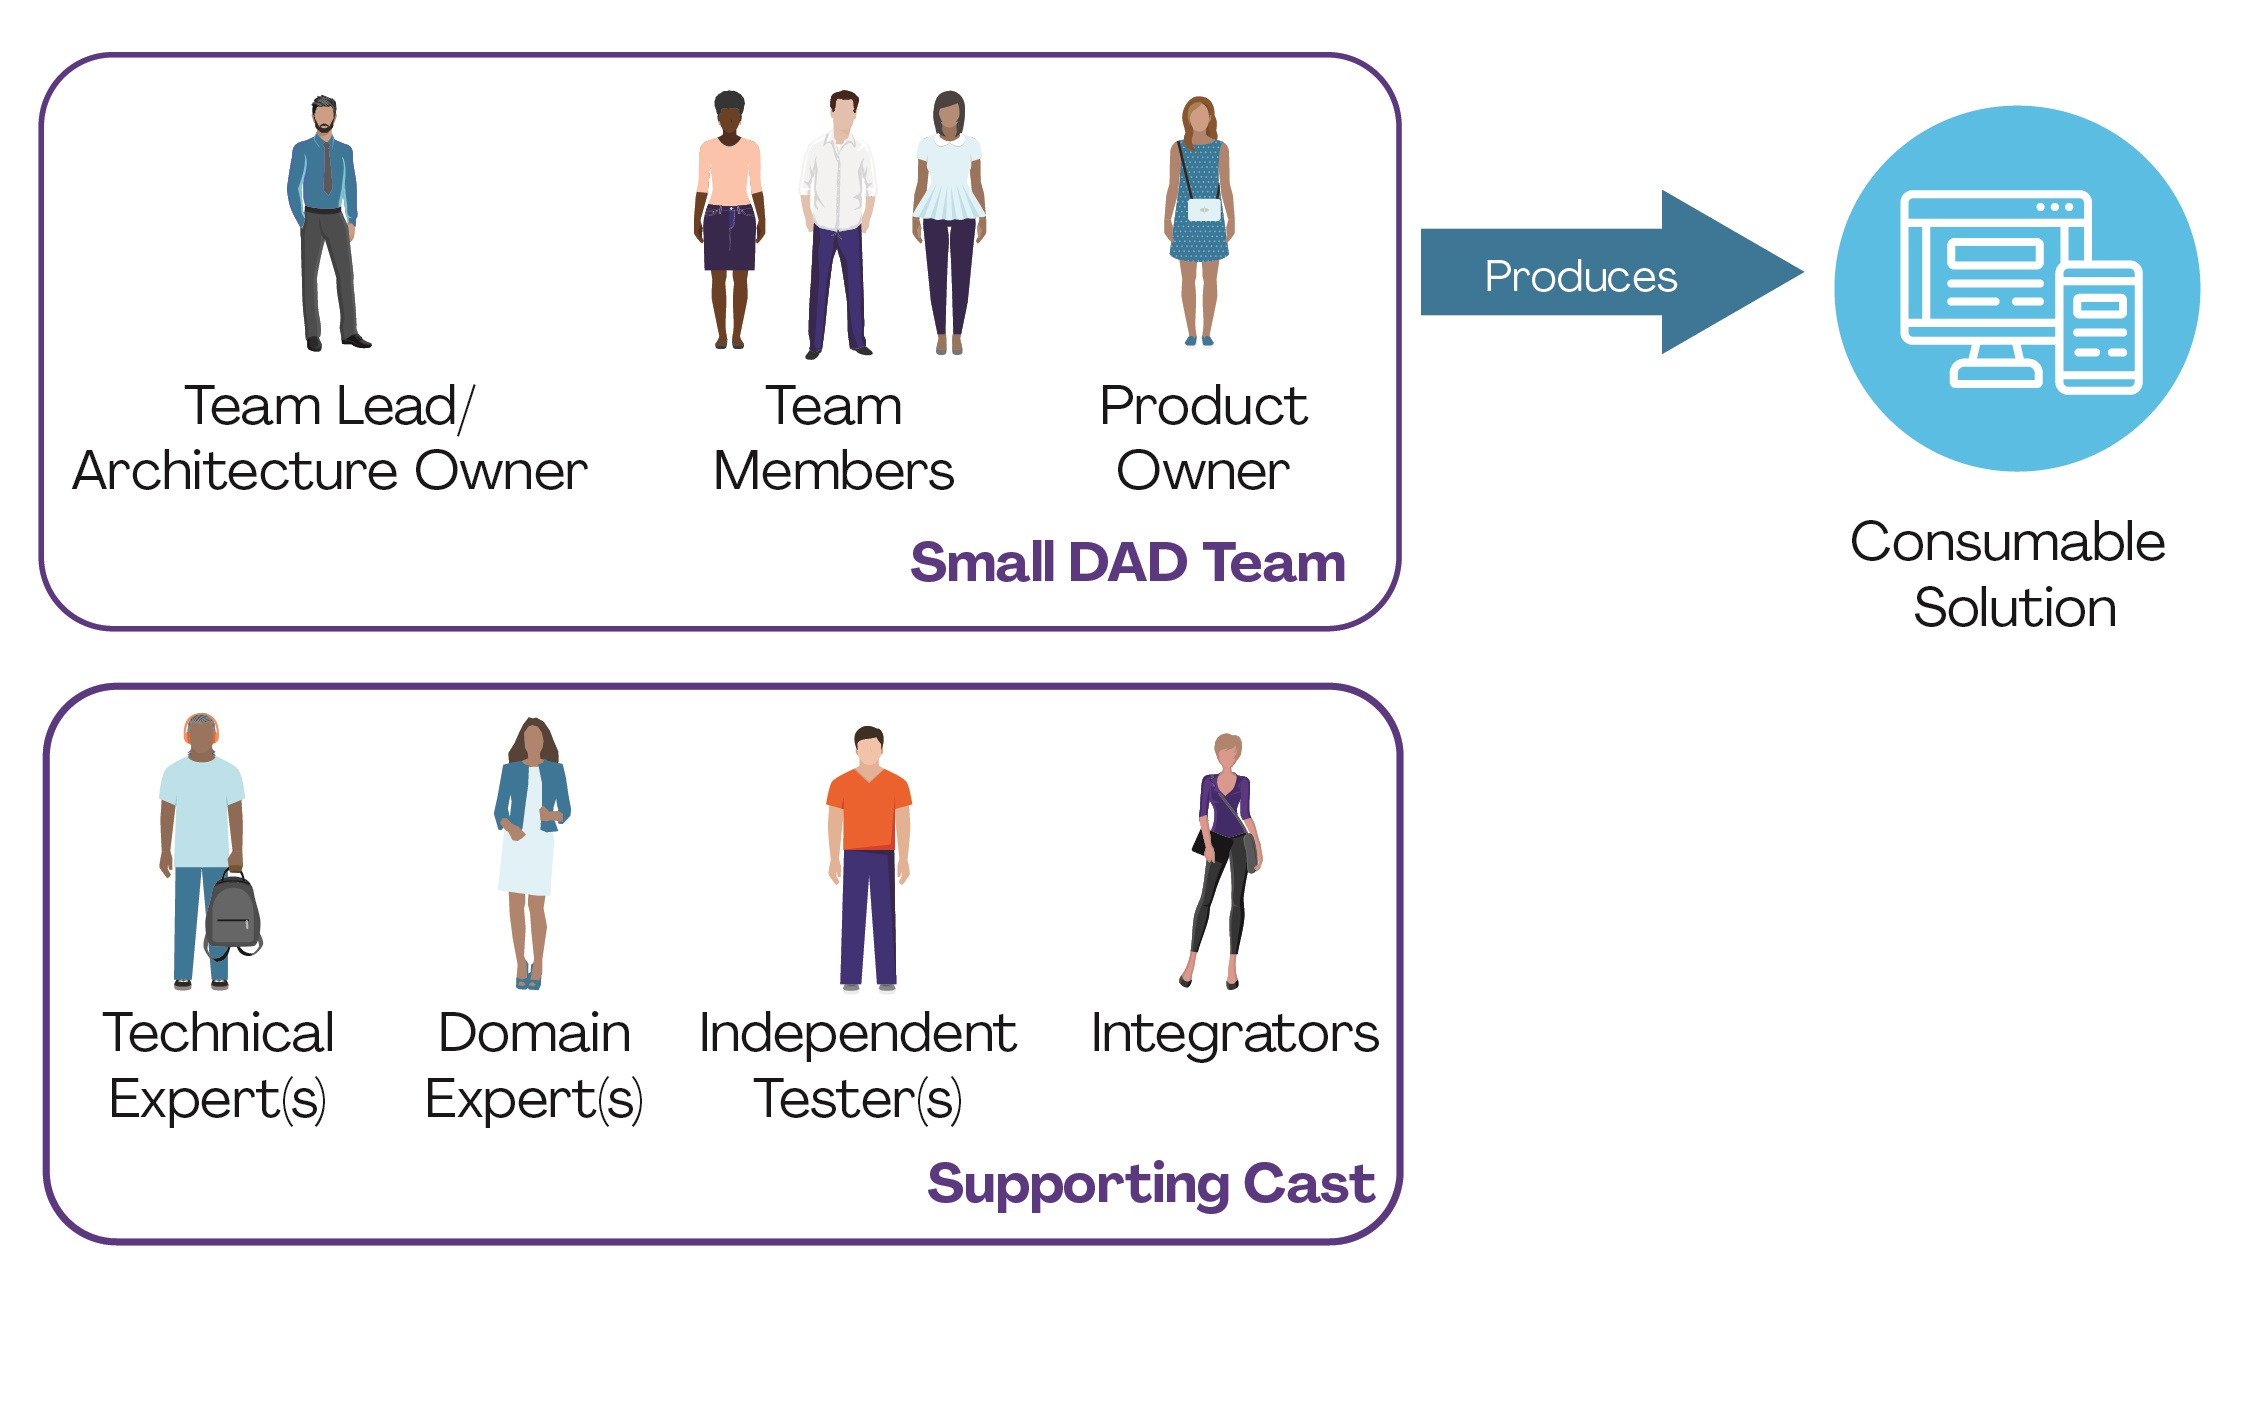 Team Lead/
Architecture Owner
Team
Members
Product
Owner
Small DAD Team
Produces
Consumable
Solution
Technical
Expert(s)
Domain
Expert(s)
Independent
Tester(s)
Integrators
Supporting Cast